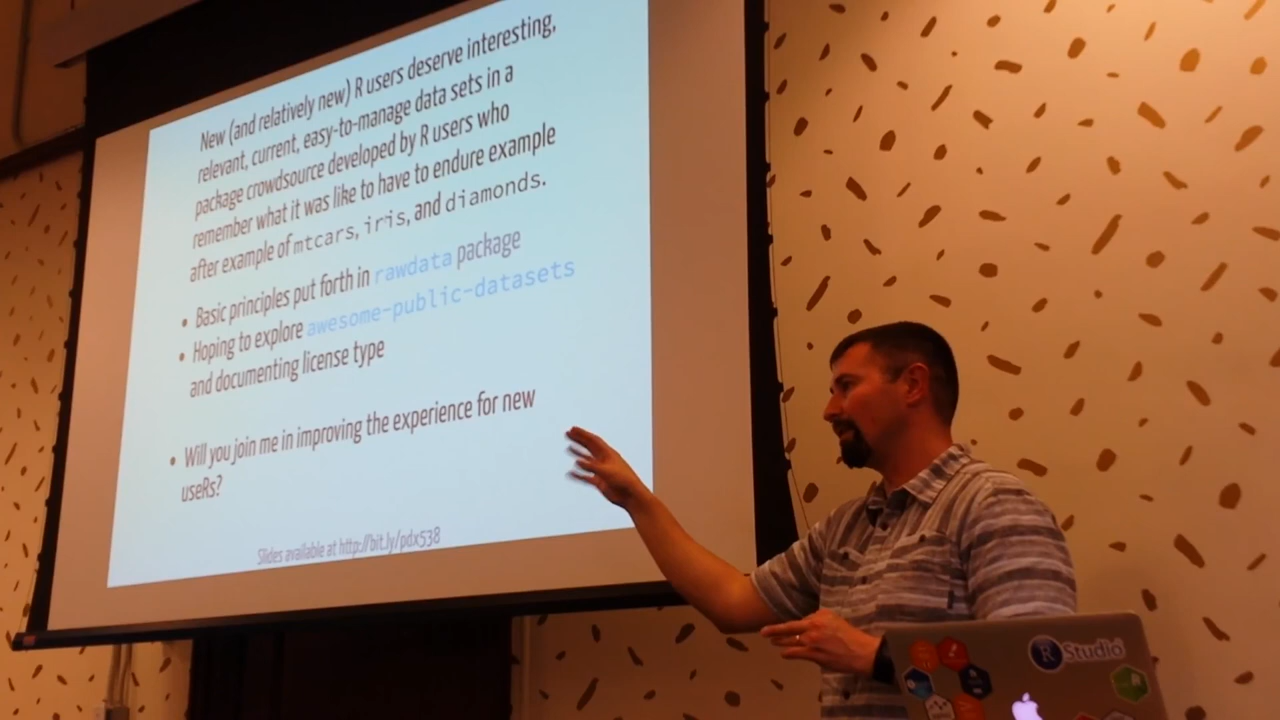 New (and relatively new) R users deserve interesting,
relevant, current, easy-to-manage data sets in a
package crowdsource developed by R users who
remember what it was like to have to endure example
after example of mtcars, iris, and diamonds.
• Basic principles put forth in rawdata package
• Hoping to explore awesome-public-datasets
and documenting license type
• Will you join me in improving the experience for new
useRs?
Slides available at http://bit.ly/pdx538
R Studio